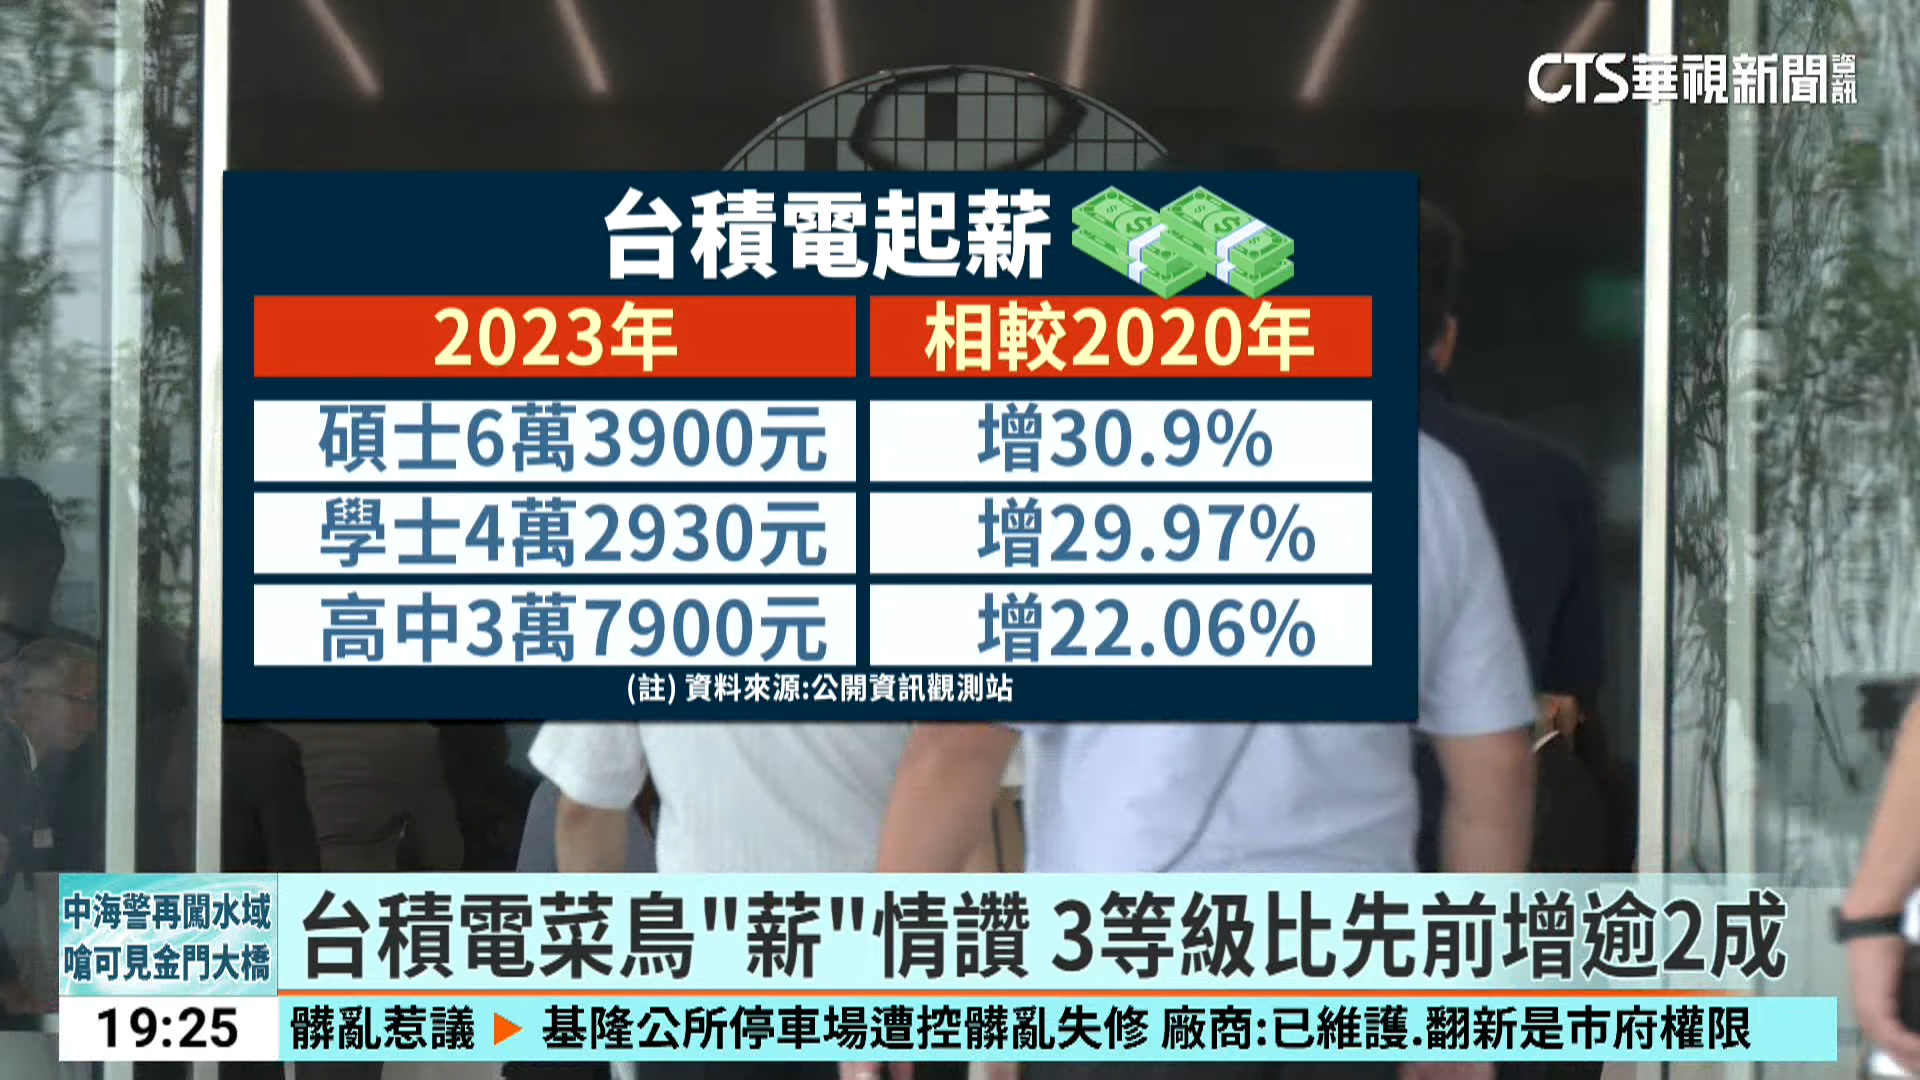 CTS華視新聞資訊
台積電起薪
2023年 相較2020年
碩士6萬3900元 增30.9%
學士4萬2930元 增29.97%
高中3萬7900元 增22.06%
(註) 資料來源:公開資訊觀測站
中海警再闖水域
嗆可見金門大橋
台積電菜鳥"薪"情讚 3等級比先前增逾2成
19:25
髒亂惹議 ▶ 基隆公所停車場遭控髒亂失修 廠商:已維護.翻新是市府權限